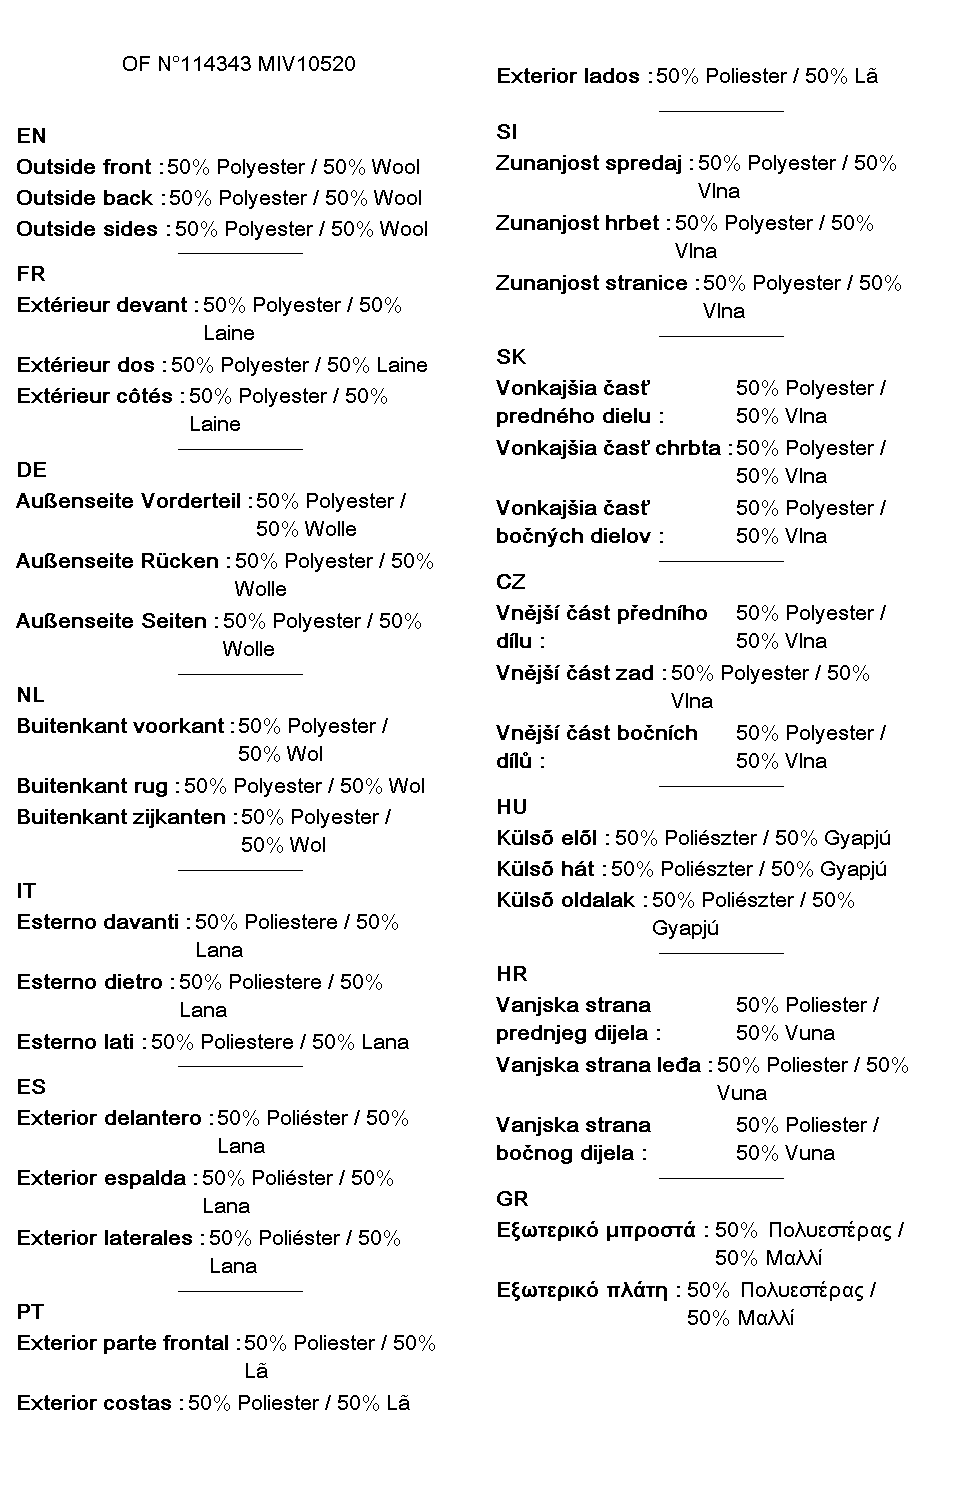 OF N°114343 MIV10520
EN
Outside front : 50% Polyester / 50% Wool
Outside back : 50% Polyester / 50% Wool
Outside sides : 50% Polyester / 50% Wool
FR
Extérieur devant : 50% Polyester / 50%
Laine
Extérieur dos : 50% Polyester / 50% Laine
Extérieur côtés : 50% Polyester / 50%
Laine
DE
Außenseite Vorderteil : 50% Polyester /
50% Wolle
Außenseite Rücken : 50% Polyester / 50%
Wolle
Außenseite Seiten : 50% Polyester / 50%
Wolle
NL
Buitenkant voorkant : 50% Polyester /
50% Wol
Buitenkant rug : 50% Polyester / 50% Wol
Buitenkant zijkanten : 50% Polyester /
50% Wol
IT
Esterno davanti : 50% Poliestere / 50%
Lana
Esterno dietro : 50% Poliestere / 50%
Lana
Esterno lati : 50% Poliestere / 50% Lana
ES
Exterior delantero : 50% Poliéster / 50%
Lana
Exterior espalda : 50% Poliéster / 50%
Lana
Exterior laterales : 50% Poliéster / 50%
Lana
PT
Exterior parte frontal : 50% Poliester / 50%
Lã
Exterior costas : 50% Poliester / 50% Lã
Exterior lados : 50% Poliester / 50% Lã
SI
Zunanjost spredaj : 50% Polyester / 50%
Vlna
Zunanjost hrbet : 50% Polyester / 50%
Vlna
Zunanjost stranice : 50% Polyester / 50%
Vlna
SK
Vonkajšia časť 50% Polyester /
predného dielu : 50% Vlna
Vonkajšia časť chrbta : 50% Polyester /
50% Vlna
Vonkajšia časť 50% Polyester /
bočných dielov : 50% Vlna
CZ
Vnější část předního 50% Polyester /
dílu : 50% Vlna
Vnější část zad : 50% Polyester / 50%
Vlna
Vnější část bočních 50% Polyester /
dílů : 50% Vlna
HU
Külsõ elõl : 50% Poliészter / 50% Gyapjú
Külsõ hát : 50% Poliészter / 50% Gyapjú
Külsõ oldalak : 50% Poliészter / 50%
Gyapjú
HR
Vanjska strana 50% Poliester /
prednjeg dijela : 50% Vuna
Vanjska strana leđa : 50% Poliester / 50%
Vuna
Vanjska strana 50% Poliester /
bočnog dijela : 50% Vuna
GR
Εξωτερικό μπροστά : 50% Πολυεστέρας /
50% Μαλλί
Εξωτερικό πλάτη : 50% Πολυεστέρας /
50% Μαλλί